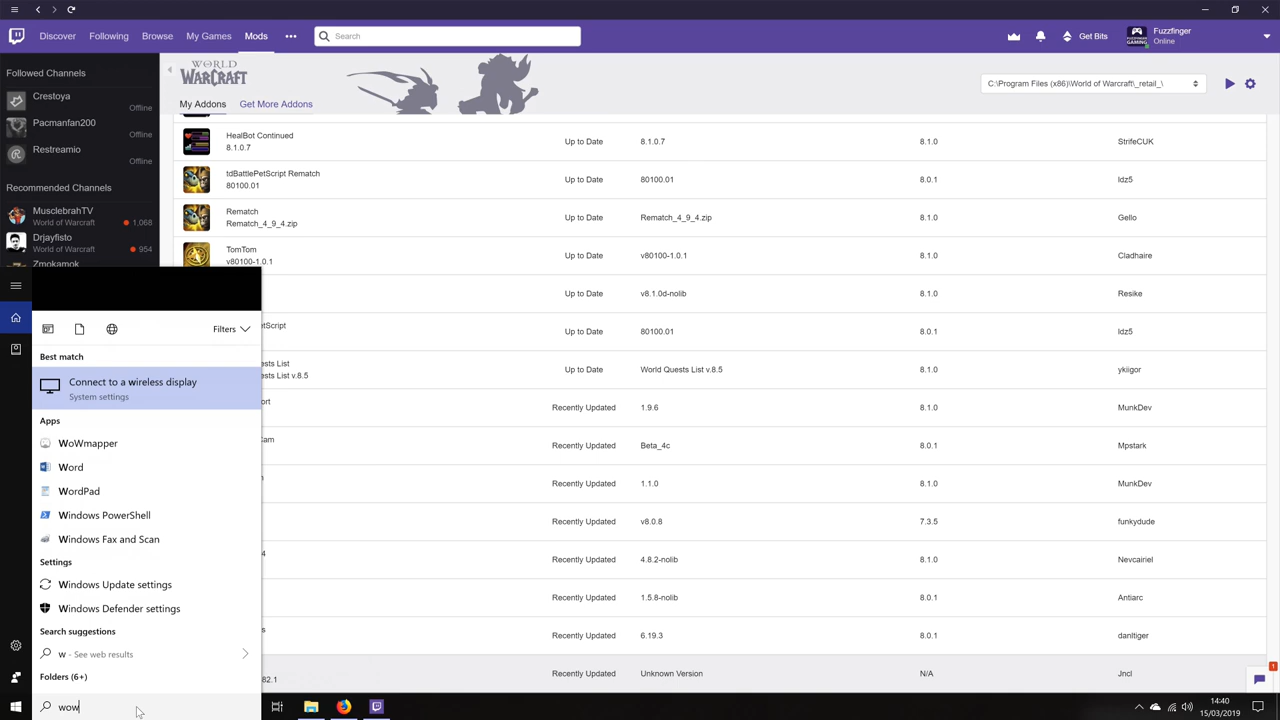 Discover
Following
Browse
My Games
Mods
Search
Get Bits
Fuzzfinger
Followed Channels
Crestoya
Offline
Pacmanfan200
Offline
Restreamio
Offline
Recommended Channels
MusclebrahTV
World of Warcraft 1,068
Drjayfisto
World of Warcraft 954
Zmokamok
WORLD
OF
WARCRAFT
C:\Program Files (x86)\World of Warcraft\_retail_\
My Addons
Get More Addons
HealBot Continued
8.1.0.7
Up to Date 8.1.0.7 8.1.0 StrifeCUK
tdBattlePetScript Rematch
80100.01
Up to Date 80100.01 8.0.1 ldz5
Rematch
Rematch_4_9_4.zip
Up to Date Rematch_4_9_4.zip 8.1.0 Gello
TomTom
v80100-1.0.1
Up to Date v80100-1.0.1 8.1.0 Cladhaire
Up to Date v8.1.0d-nolib 8.1.0 Resike
etScript
Up to Date 80100.01 8.0.1 ldz5
ests List
ests List v.8.5
Up to Date World Quests List v.8.5 8.1.0 ykiigor
ort
Recently Updated 1.9.6 8.1.0 MunkDev
Cam
Recently Updated Beta_4c 8.0.1 Mpstark
Recently Updated 1.1.0 8.1.0 MunkDev
Recently Updated v8.0.8 7.3.5 funkydude
4
Recently Updated 4.8.2-nolib 8.1.0 Nevcairiel
Recently Updated 1.5.8-nolib 8.0.1 Antiarc
s
Recently Updated 6.19.3 8.0.1 danltiger
82.1
Recently Updated Unknown Version N/A Jncl
Filters
Best match
Connect to a wireless display
System settings
Apps
WoWmapper
Word
WordPad
Windows PowerShell
Windows Fax and Scan
Settings
Windows Update settings
Windows Defender settings
Search suggestions
w - See web results
Folders (6+)
wow
1
14:40
15/03/2019